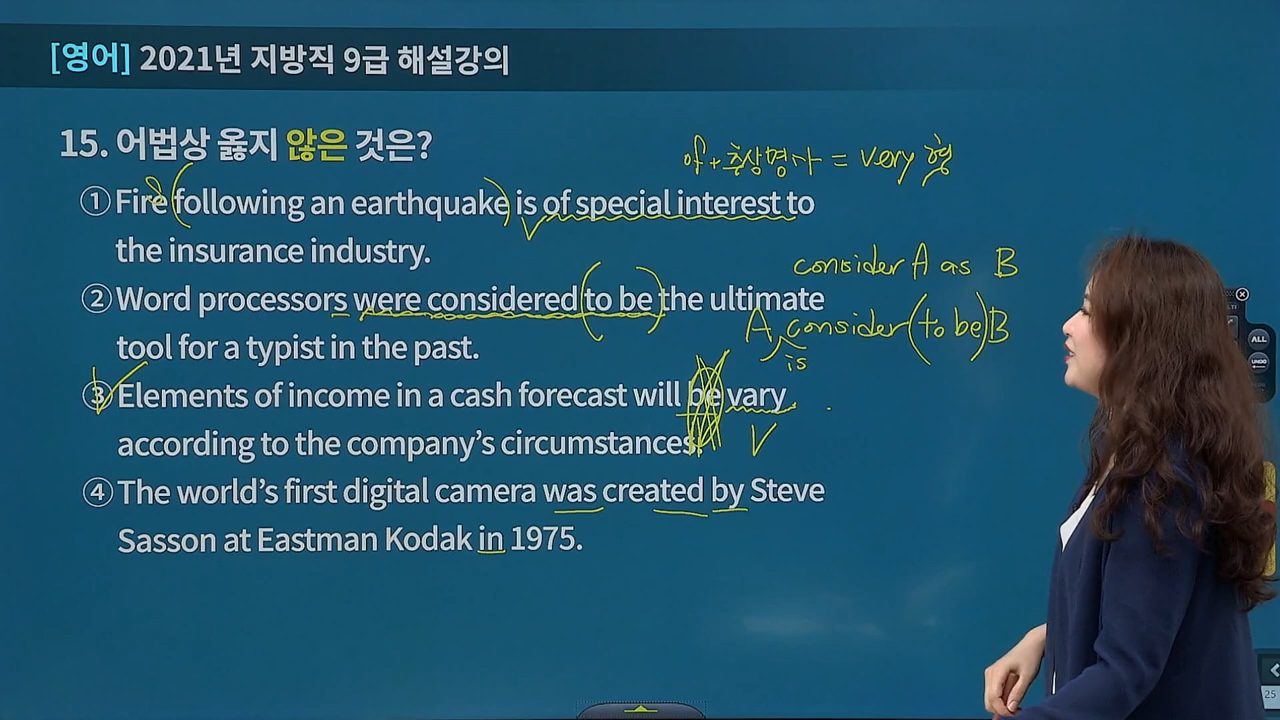 [영어] 2021년 지방직 9급 해설강의
15. 어법상 옳지 않은 것은?
of + 추상명사 = very 형
① Fire following an earthquake is of special interest to
the insurance industry.
consider A as B
② Word processors were considered to be the ultimate
A consider (to be) B
is
tool for a typist in the past.
③ Elements of income in a cash forecast will be vary
according to the company's circumstances.
V
④ The world's first digital camera was created by Steve
Sasson at Eastman Kodak in 1975.
ALL
UNDO
25